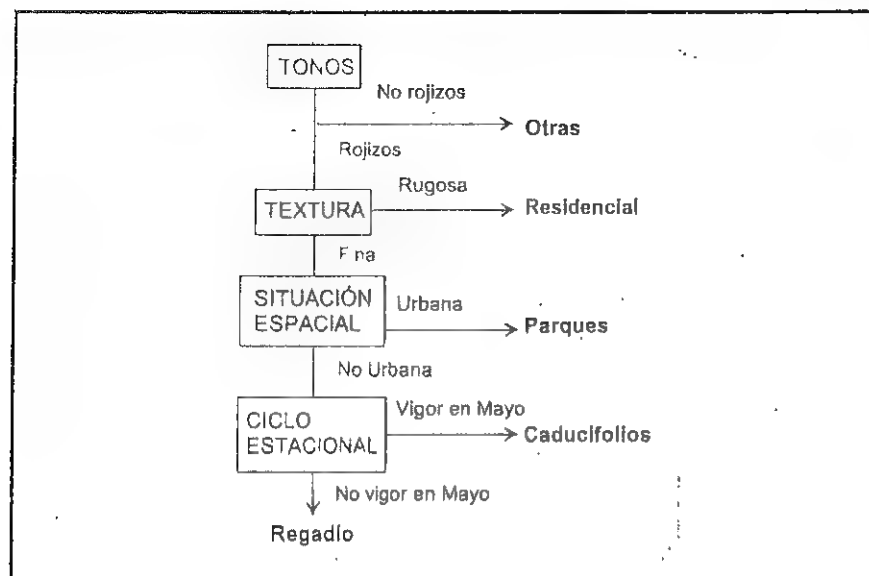 TONOS
No rojizos
Otras
Rojizos
Rugosa
TEXTURA
Residencial
F na
SITUACIÓN
ESPACIAL
Urbana
Parques
No Urbana
CICLO
ESTACIONAL
Vigor en Mayo
Caducifolios
No vigor en Mayo
Regadío